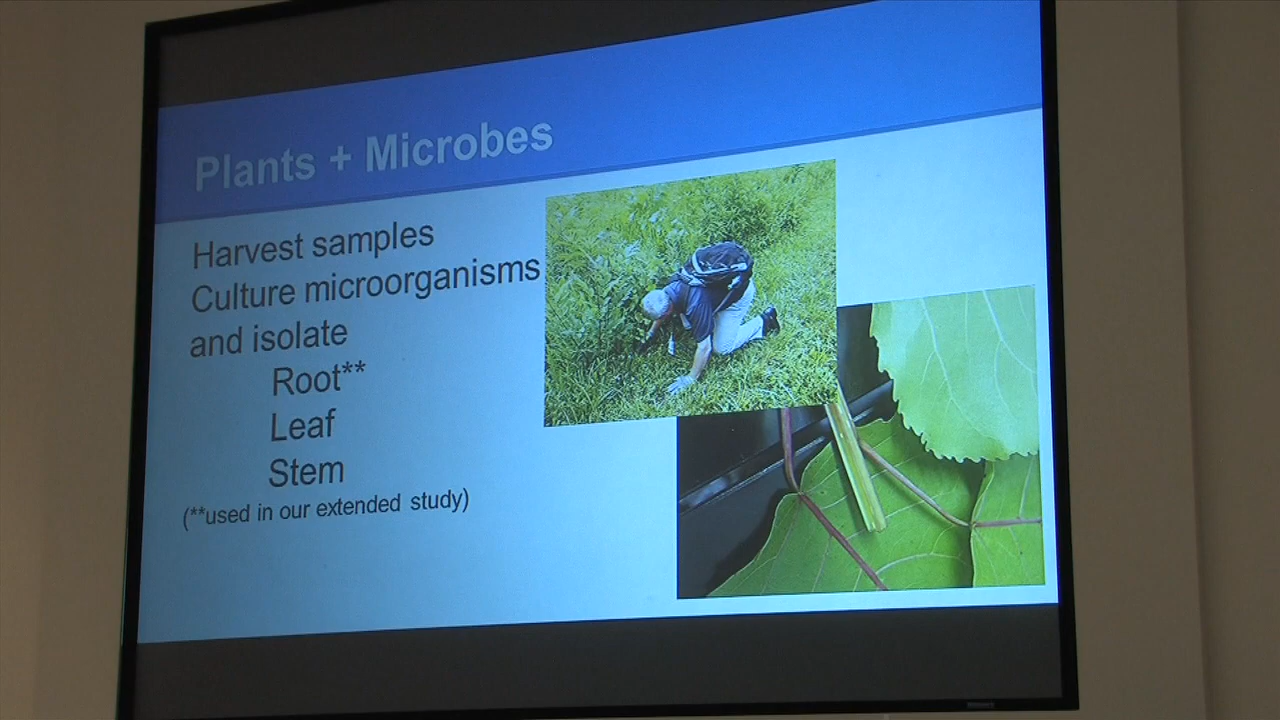 Plants + Microbes
Harvest samples
Culture microorganisms
and isolate
Root**
Leaf
Stem
(**used in our extended study)